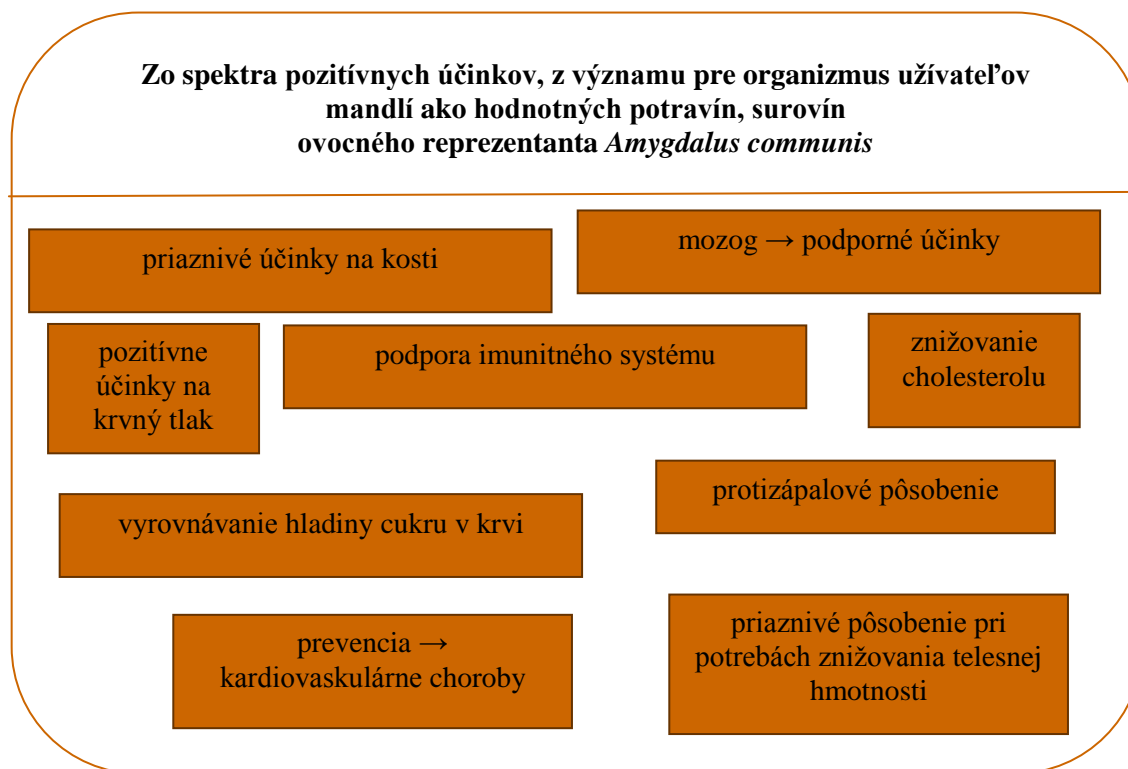 Zo spektra pozitívnych účinkov, z významu pre organizmus užívateľov
mandlí ako hodnotných potravín, surovín
ovocného reprezentanta Amygdalus communis
priaznivé účinky na kosti
mozog → podporné účinky
pozitívne
účinky na
krvný tlak
podpora imunitného systému
znižovanie
cholesterolu
protizápalové pôsobenie
vyrovnávanie hladiny cukru v krvi
prevencia →
kardiovaskulárne choroby
priaznivé pôsobenie pri
potrebách znižovania telesnej
hmotnosti